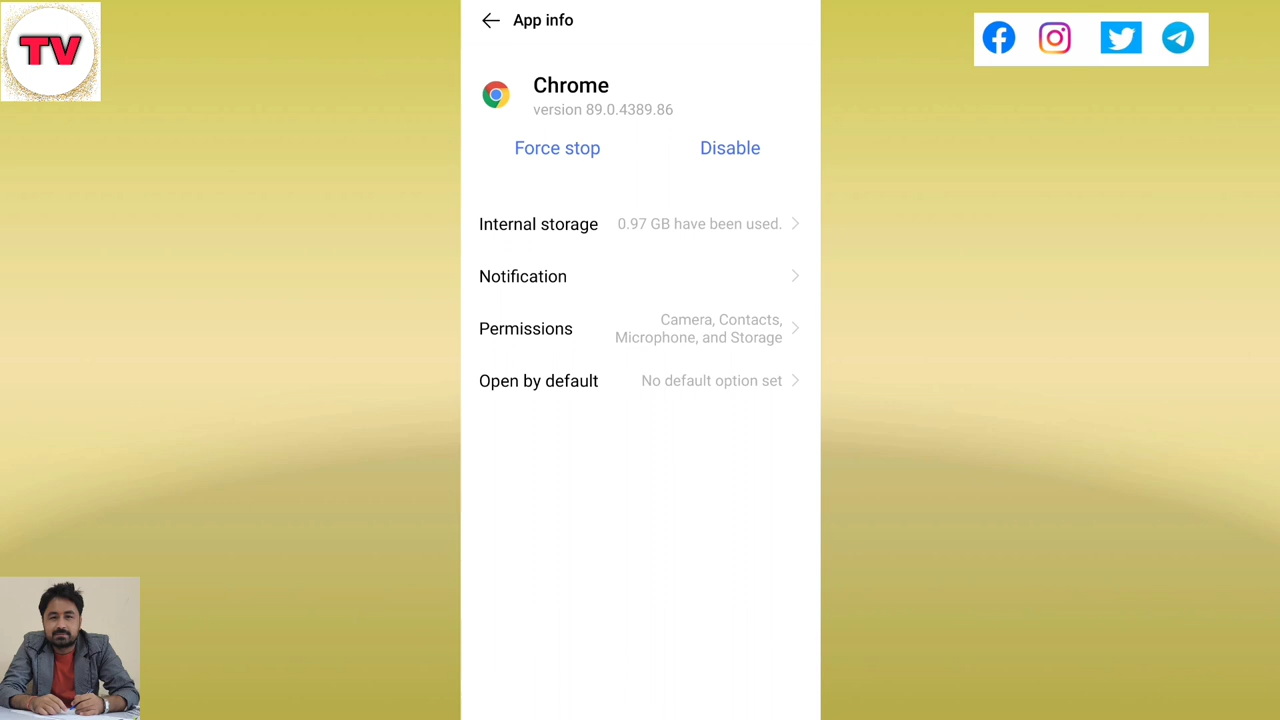 TV
App info
Chrome
version 89.0.4389.86
Force stop
Disable
Internal storage
0.97 GB have been used.
Notification
Permissions
Camera, Contacts,
Microphone, and Storage
Open by default
No default option set